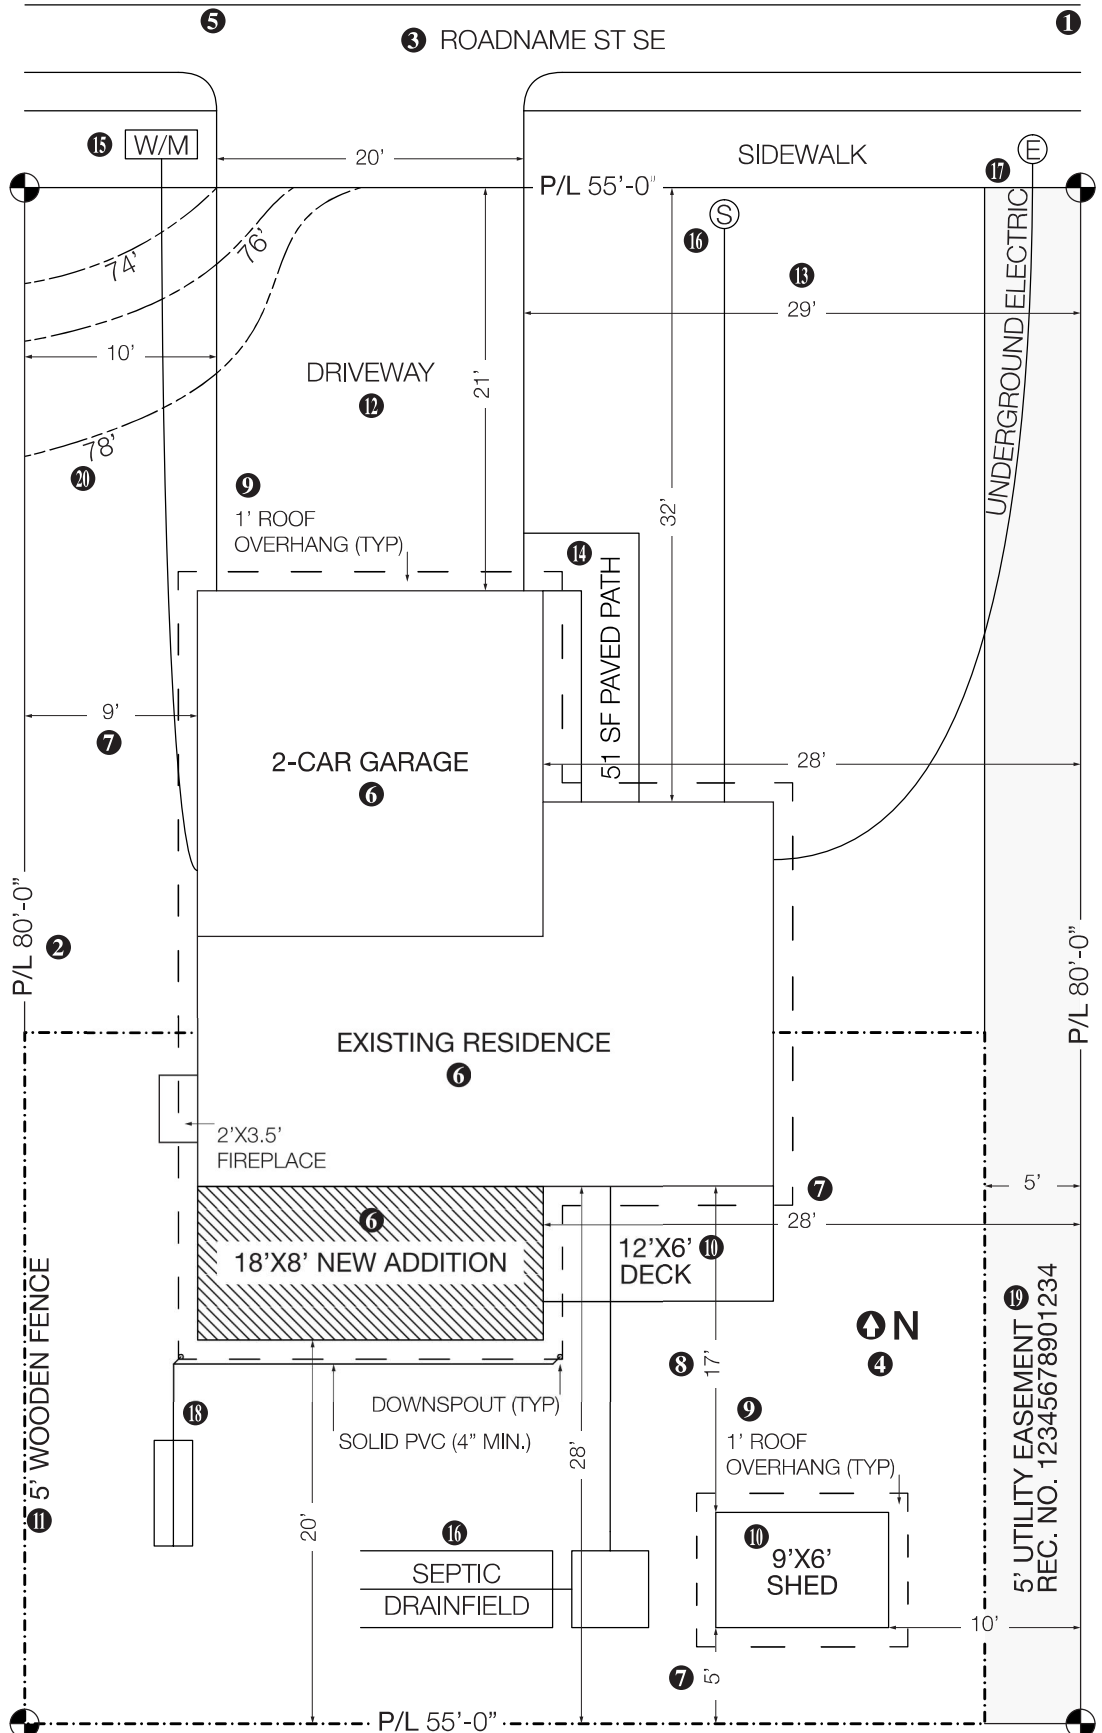 5
1
3 ROADNAME ST SE
15 W/M
20'
SIDEWALK
17 E
P/L 55'-0"
S
16
13
74'
76'
29'
10'
DRIVEWAY
12
21'
UNDERGROUND ELECTRIC
78'
20
9
1' ROOF
OVERHANG (TYP)
32'
14
51 SF PAVED PATH
9'
7
2-CAR GARAGE
6
28'
P/L 80'-0"
2
P/L 80'-0"
EXISTING RESIDENCE
6
2'X3.5'
FIREPLACE
7
5'
6
18'X8' NEW ADDITION
28'
12'X6' 10
DECK
5' WOODEN FENCE
11
N
4
19
5' UTILITY EASEMENT
REC. NO. 12345678901234
8
17'
DOWNSPOUT (TYP)
SOLID PVC (4" MIN.)
18
9
1' ROOF
OVERHANG (TYP)
28'
20'
16
SEPTIC
DRAINFIELD
10
9'X6'
SHED
10'
7
5'
P/L 55'-0"